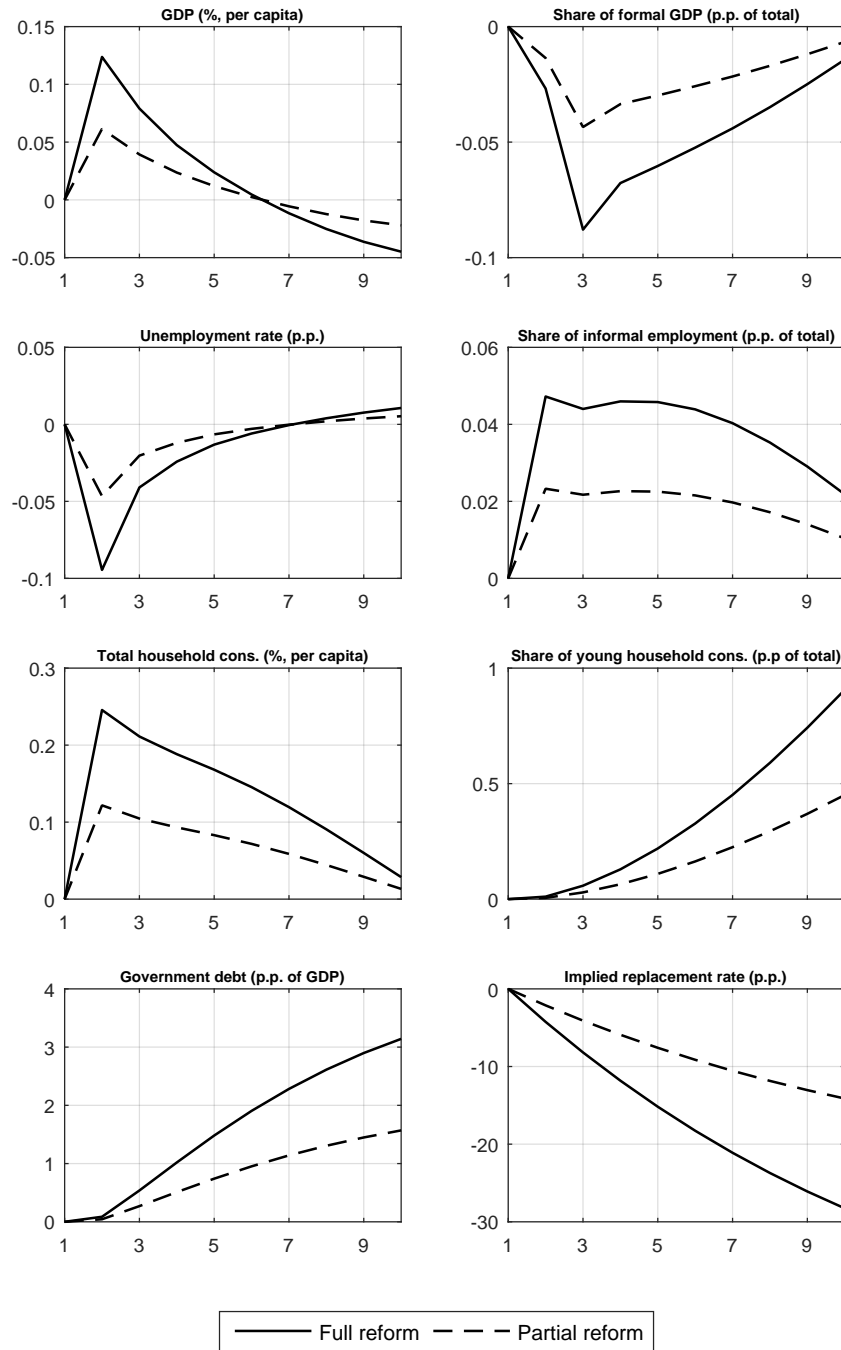 GDP (%, per capita)
0.15
0.1
0.05
0
-0.05
1 3 5 7 9
Share of formal GDP (p.p. of total)
0
-0.05
-0.1
1 3 5 7 9
Unemployment rate (p.p.)
0.05
0
-0.05
-0.1
1 3 5 7 9
Share of informal employment (p.p. of total)
0.06
0.04
0.02
0
1 3 5 7 9
Total household cons. (%, per capita)
0.3
0.2
0.1
0
1 3 5 7 9
Share of young household cons. (p.p of total)
1
0.5
0
1 3 5 7 9
Government debt (p.p. of GDP)
4
3
2
1
0
1 3 5 7 9
Implied replacement rate (p.p.)
0
-10
-20
-30
1 3 5 7 9
Full reform Partial reform